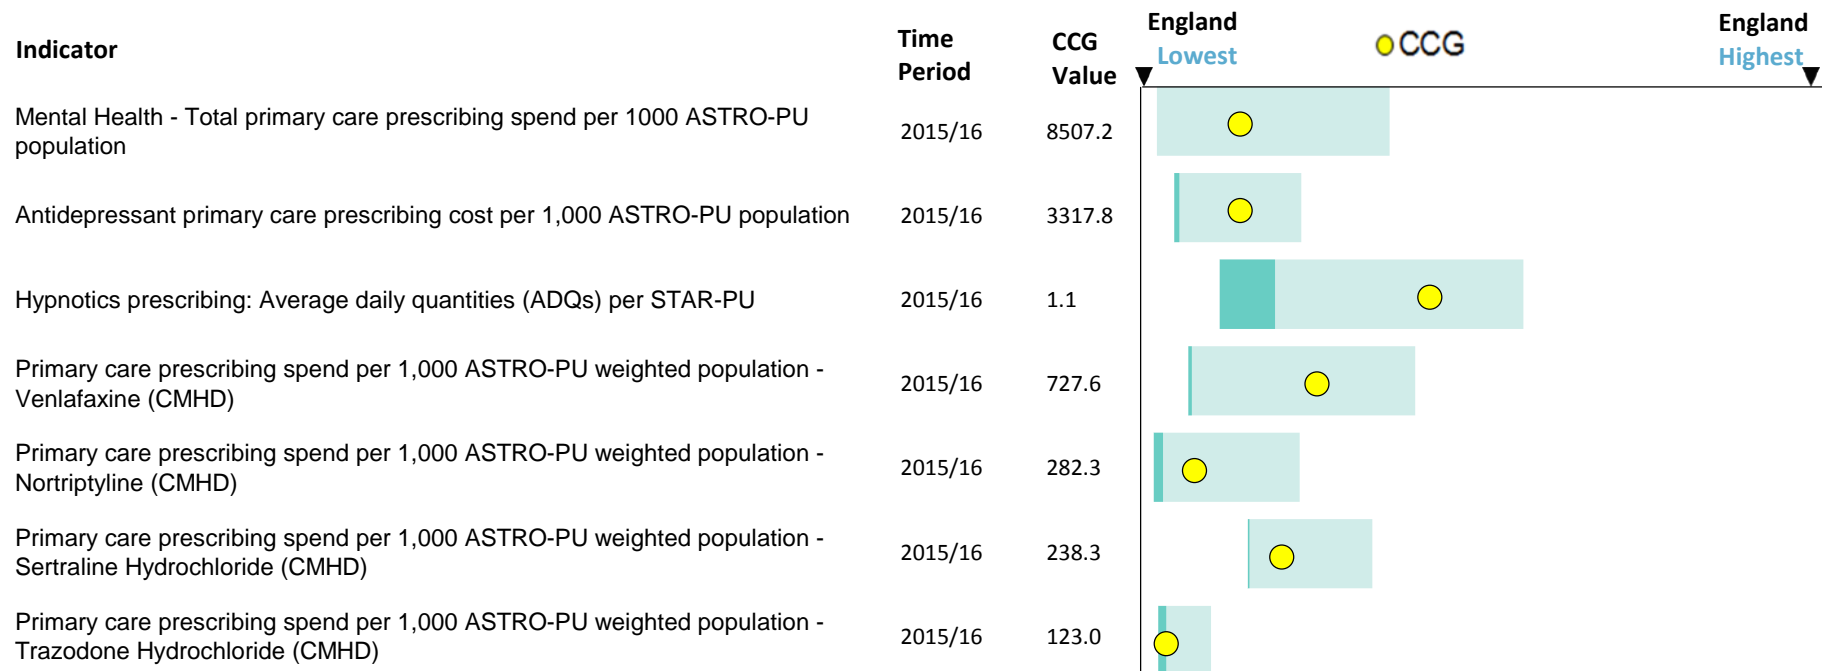 Indicator
Time
Period
CCG
Value
England
Lowest
CCG
England
Highest
Mental Health - Total primary care prescribing spend per 1000 ASTRO-PU
population
2015/16
8507.2
Antidepressant primary care prescribing cost per 1,000 ASTRO-PU population
2015/16
3317.8
Hypnotics prescribing: Average daily quantities (ADQs) per STAR-PU
2015/16
1.1
Primary care prescribing spend per 1,000 ASTRO-PU weighted population -
Venlafaxine (CMHD)
2015/16
727.6
Primary care prescribing spend per 1,000 ASTRO-PU weighted population -
Nortriptyline (CMHD)
2015/16
282.3
Primary care prescribing spend per 1,000 ASTRO-PU weighted population -
Sertraline Hydrochloride (CMHD)
2015/16
238.3
Primary care prescribing spend per 1,000 ASTRO-PU weighted population -
Trazodone Hydrochloride (CMHD)
2015/16
123.0